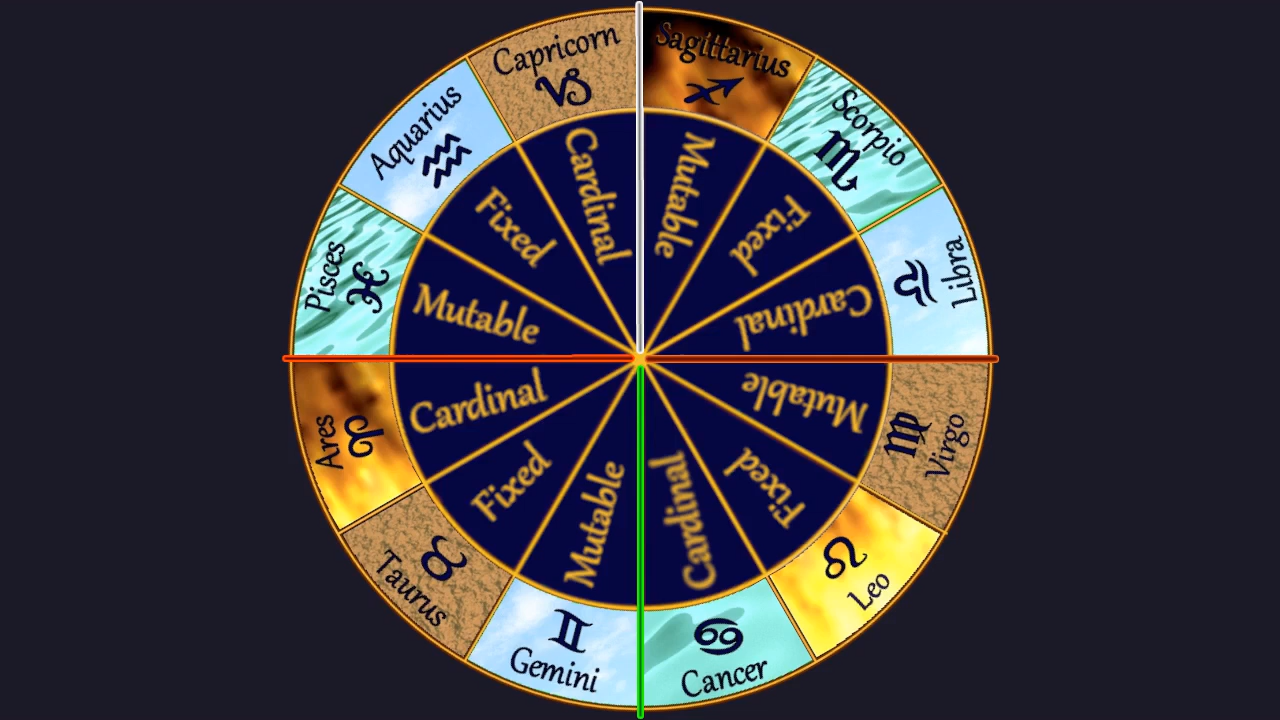 Capricorn
Sagittarius
Scorpio
Libra
Virgo
Leo
Cancer
Gemini
Taurus
Ares
Pisces
Aquarius
Cardinal
Mutable
Fixed
Cardinal
Mutable
Fixed
Cardinal
Mutable
Fixed
Cardinal
Mutable
Fixed